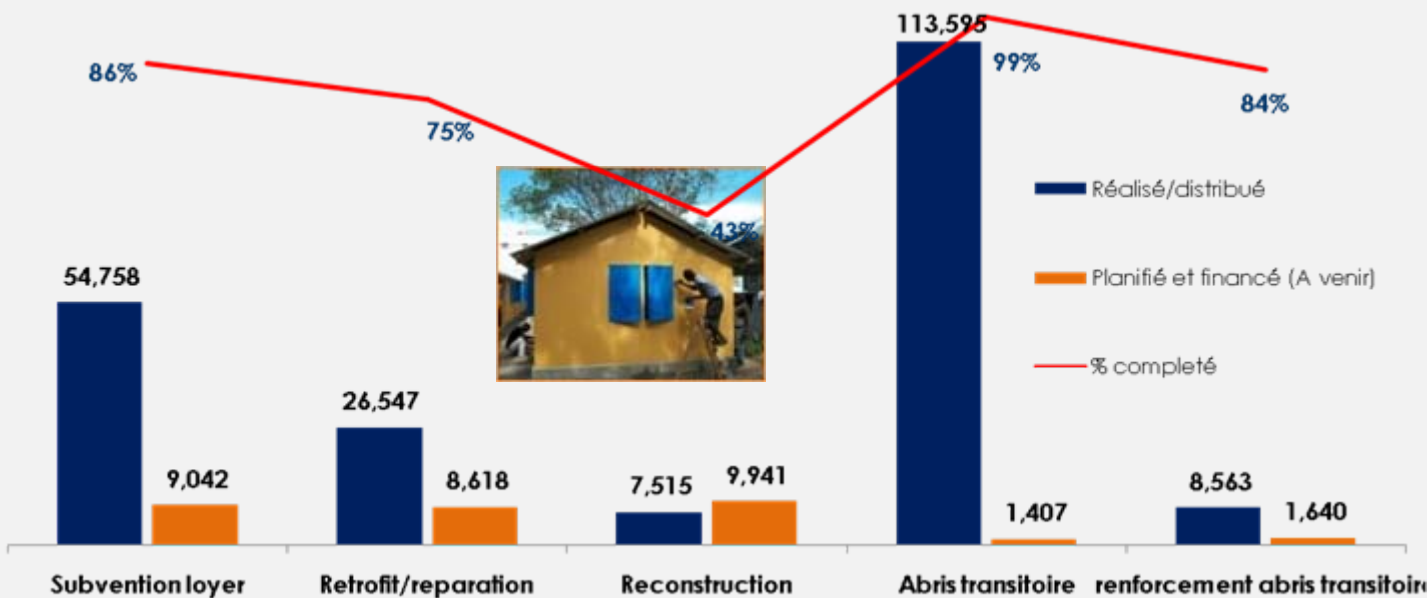 113,595
86%
99%
84%
75%
Réalisé/distribué
43%
54,758
Planifié et financé (A venir)
% completé
26,547
9,042
8,618
7,515
9,941
8,563
1,407
1,640
Subvention loyer
Retrofit/reparation
Reconstruction
Abris transitoire
renforcement abris transitoire